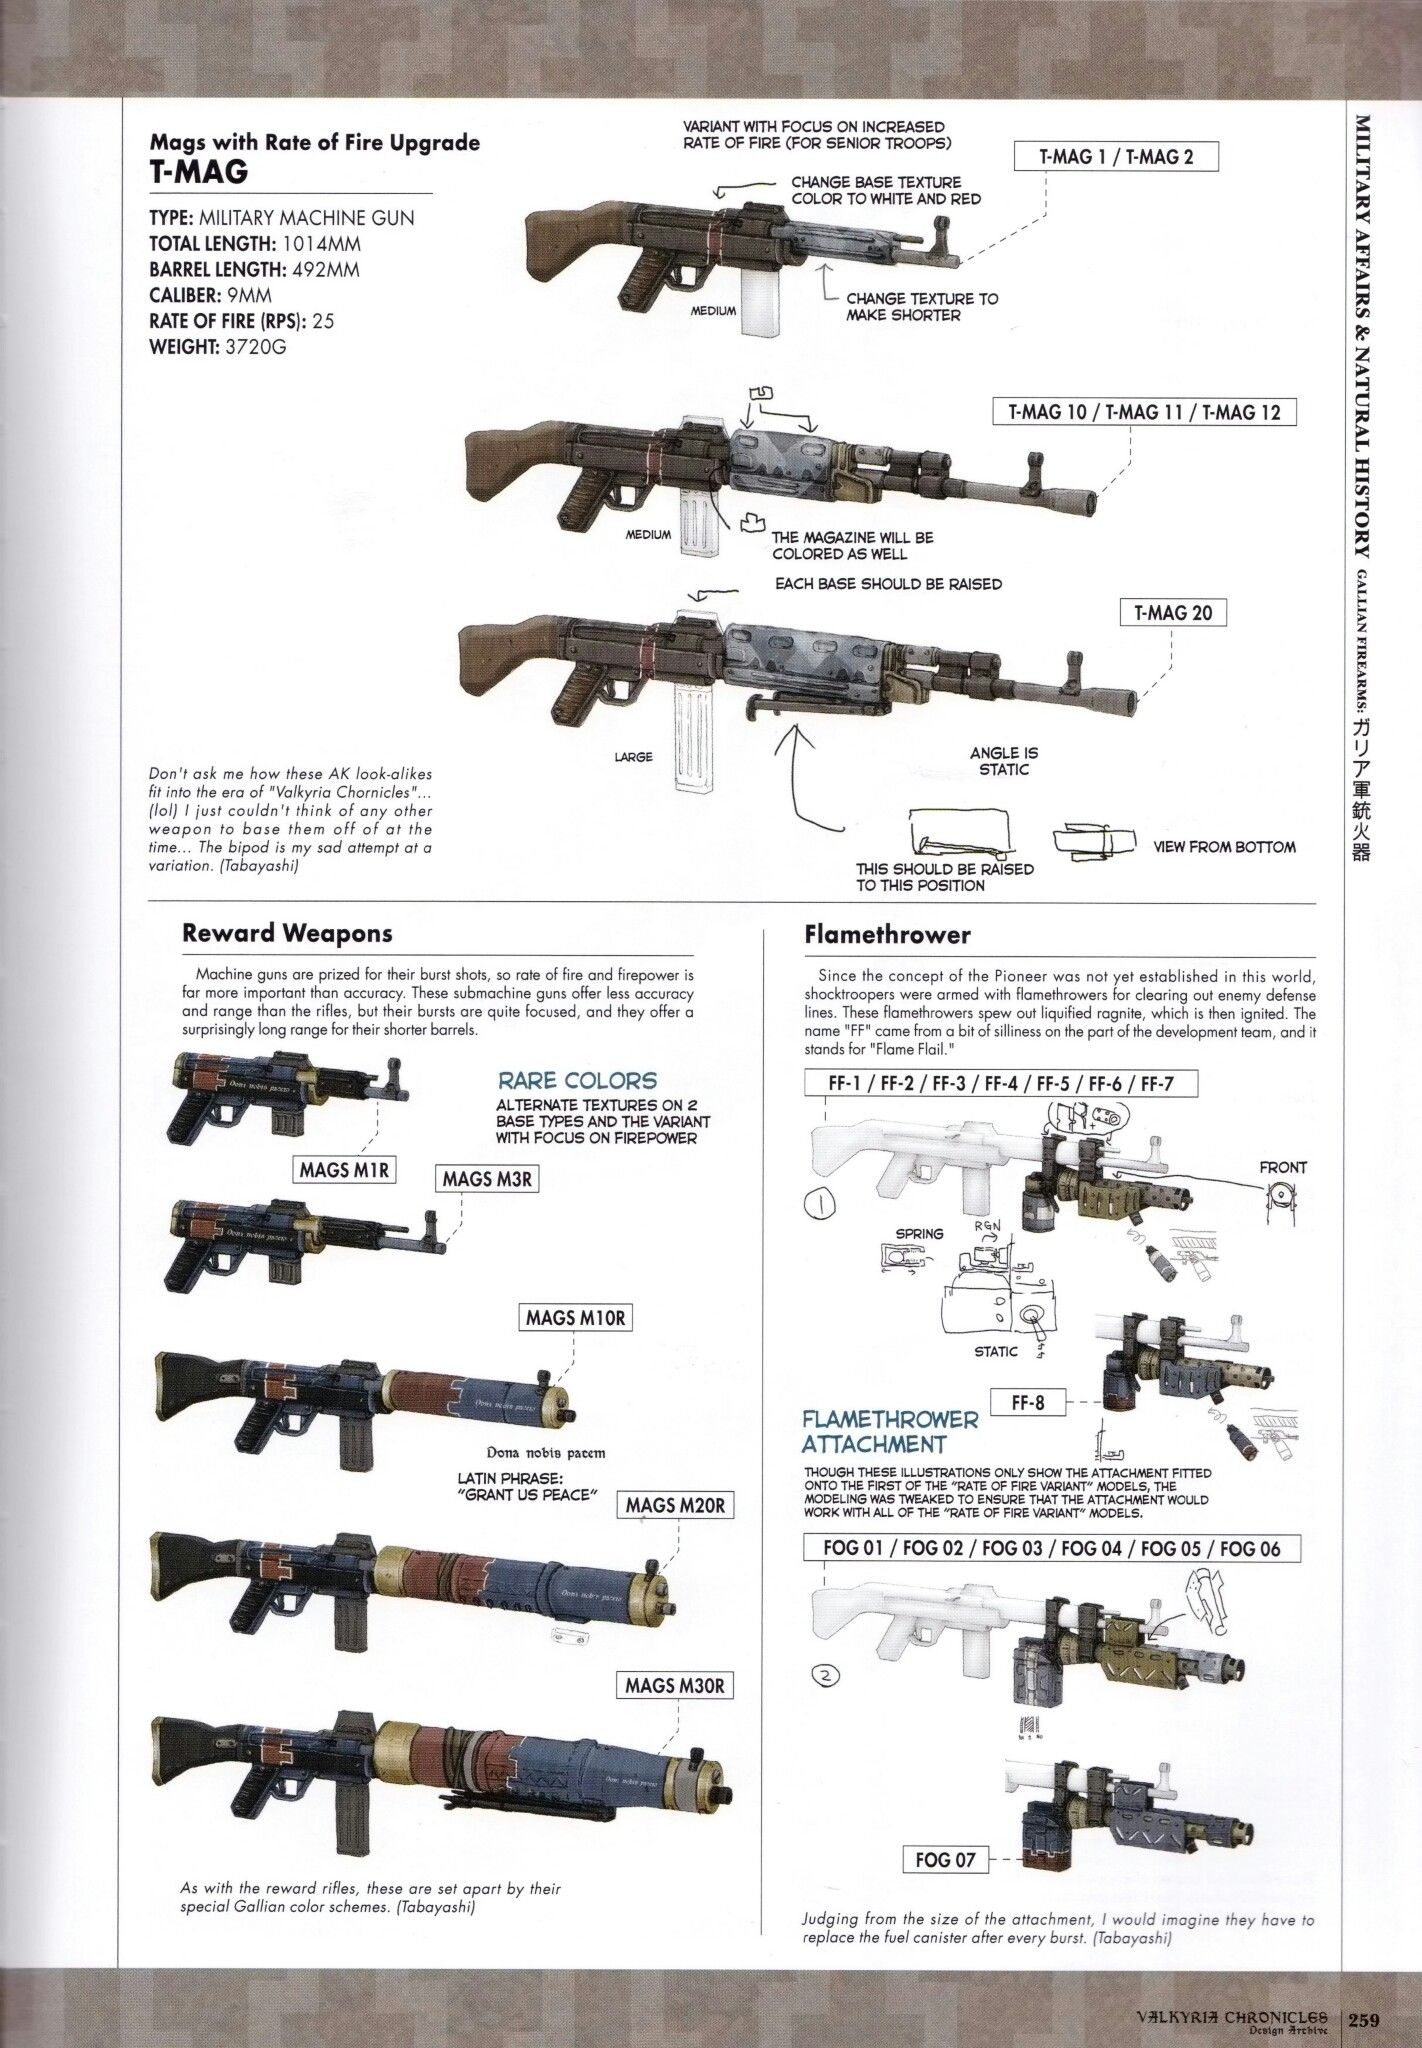 Mags with Rate of Fire Upgrade
T-MAG
TYPE: MILITARY MACHINE GUN
TOTAL LENGTH: 1014MM
BARREL LENGTH: 492MM
CALIBER: 9MM
RATE OF FIRE (RPS): 25
WEIGHT: 3720G
VARIANT WITH FOCUS ON INCREASED
RATE OF FIRE (FOR SENIOR TROOPS)
T-MAG 1 / T-MAG 2
CHANGE BASE TEXTURE
COLOR TO WHITE AND RED
MEDIUM
CHANGE TEXTURE TO
MAKE SHORTER
T-MAG 10 / T-MAG 11 / T-MAG 12
MEDIUM
THE MAGAZINE WILL BE
COLORED AS WELL
EACH BASE SHOULD BE RAISED
T-MAG 20
LARGE
ANGLE IS
STATIC
VIEW FROM BOTTOM
THIS SHOULD BE RAISED
TO THIS POSITION
Don't ask me how these AK look-alikes
fit into the era of "Valkyria Chornicles"...
(lol) I just couldn't think of any other
weapon to base them off of at the
time... The bipod is my sad attempt at a
variation. (Tabayashi)
MILITARY AFFAIRS & NATURAL HISTORY GALLIAN FIREARMS: ガリア軍銃火器
Reward Weapons
Machine guns are prized for their burst shots, so rate of fire and firepower is
far more important than accuracy. These submachine guns offer less accuracy
and range than the rifles, but their bursts are quite focused, and they offer a
surprisingly long range for their shorter barrels.
Dona nobis pacem
RARE COLORS
ALTERNATE TEXTURES ON 2
BASE TYPES AND THE VARIANT
WITH FOCUS ON FIREPOWER
MAGS M1R
MAGS M3R
Dona nobis pacem
MAGS M10R
Dona nobis pacem
Dona nobis pacem
LATIN PHRASE:
"GRANT US PEACE"
MAGS M20R
Dona nobis pacem
MAGS M30R
Dona nobis pacem
As with the reward rifles, these are set apart by their
special Gallian color schemes. (Tabayashi)
Flamethrower
Since the concept of the Pioneer was not yet established in this world,
shocktroopers were armed with flamethrowers for clearing out enemy defense
lines. These flamethrowers spew out liquified ragnite, which is then ignited. The
name "FF" came from a bit of silliness on the part of the development team, and it
stands for "Flame Flail."
FF-1 / FF-2 / FF-3 / FF-4 / FF-5 / FF-6 / FF-7
FRONT
1
SPRING
RGN
STATIC
FF-8
FLAMETHROWER
ATTACHMENT
THOUGH THESE ILLUSTRATIONS ONLY SHOW THE ATTACHMENT FITTED
ONTO THE FIRST OF THE "RATE OF FIRE VARIANT" MODELS, THE
MODELING WAS TWEAKED TO ENSURE THAT THE ATTACHMENT WOULD
WORK WITH ALL OF THE "RATE OF FIRE VARIANT" MODELS.
FOG 01 / FOG 02 / FOG 03 / FOG 04 / FOG 05 / FOG 06
2
FOG 07
Judging from the size of the attachment, I would imagine they have to
replace the fuel canister after every burst. (Tabayashi)
VALKYRIA CHRONICLES
Design Archive
259